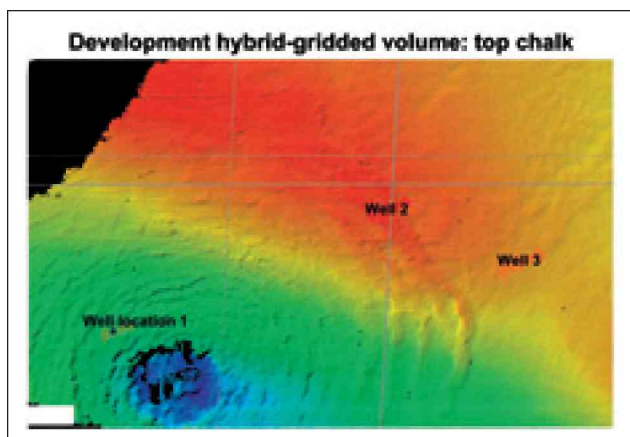 Development hybrid-gridded volume: top chalk
Well 2
Well 3
Well location 1